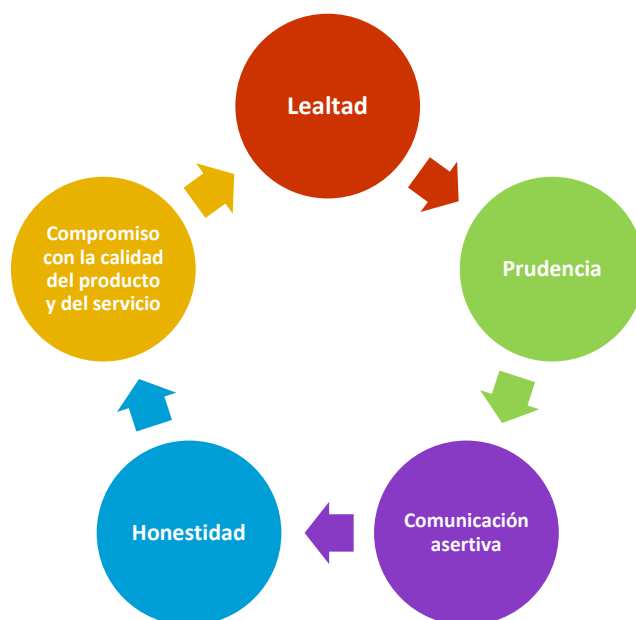 Lealtad
Prudencia
Comunicación
asertiva
Honestidad
Compromiso
con la calidad
del producto
y del servicio